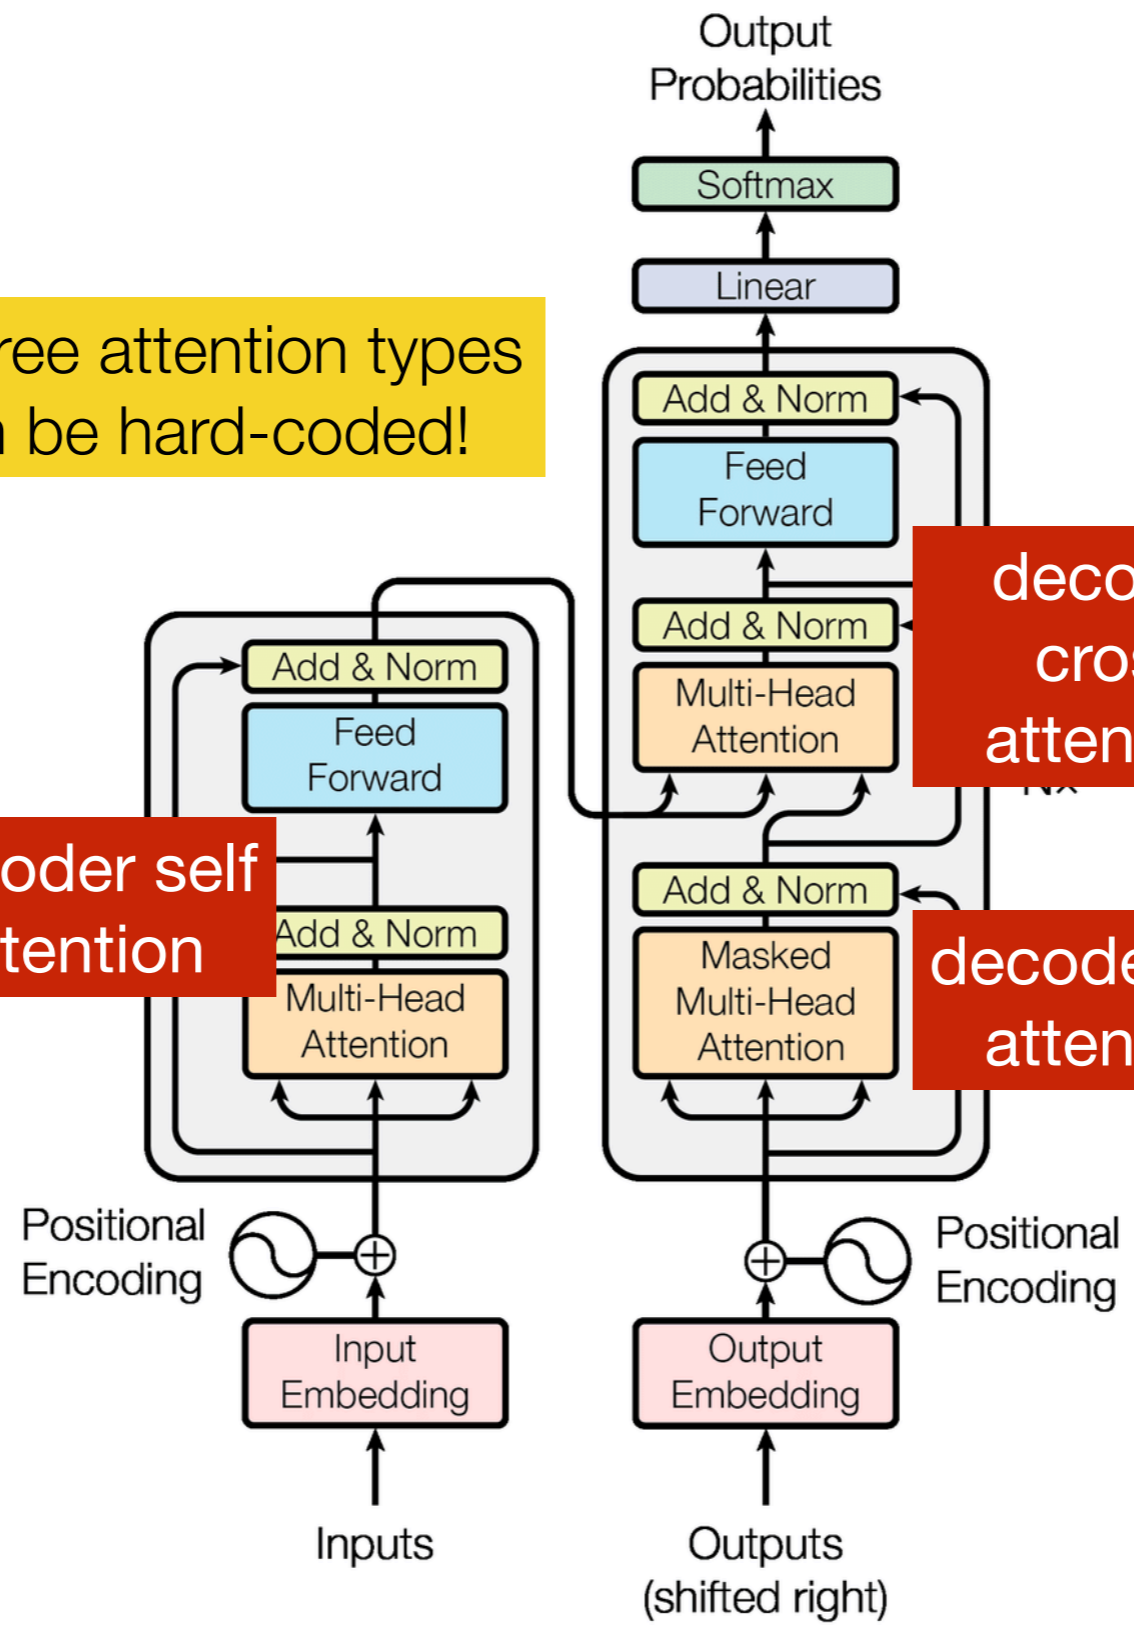 Output
Probabilities
Softmax
Linear
ree attention types
be hard-coded!
Add & Norm
Feed
Forward
Add & Norm
Multi-Head
Attention
deco
cros
atten
Nx
Add & Norm
Feed
Forward
oder self
tention
Add & Norm
Multi-Head
Attention
Add & Norm
Masked
Multi-Head
Attention
decode
atten
Positional
Encoding
Positional
Encoding
Input
Embedding
Output
Embedding
Inputs
Outputs
(shifted right)